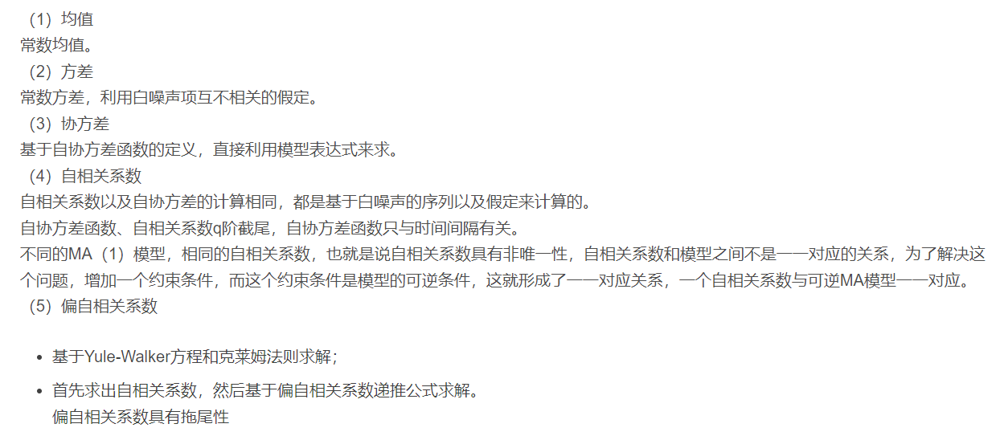 （1）均值
常数均值。
（2）方差
常数方差，利用白噪声项互不相关的假定。
（3）协方差
基于自协方差函数的定义，直接利用模型表达式来求。
（4）自相关系数
自相关系数以及自协方差的计算相同，都是基于白噪声的序列以及假定来计算的。
自协方差函数、自相关系数q阶截尾，自协方差函数只与时间间隔有关。
不同的MA（1）模型，相同的自相关系数，也就是说自相关系数具有非唯一性，自相关系数和模型之间不是一一对应的关系，为了解决这
个问题，增加一个约束条件，而这个约束条件是模型的可逆条件，这就形成了一一对应关系，一个自相关系数与可逆MA模型一一对应。
（5）偏自相关系数
• 基于Yule-Walker方程和克莱姆法则求解；
• 首先求出自相关系数，然后基于偏自相关系数递推公式求解。
偏自相关系数具有拖尾性